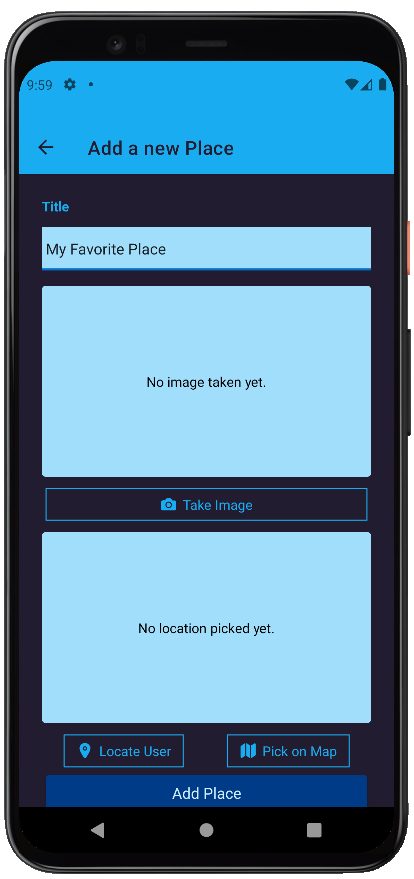 9:59
Add a new Place
Title
My Favorite Place
No image taken yet.
Take Image
No location picked yet.
Locate User
Pick on Map
Add Place